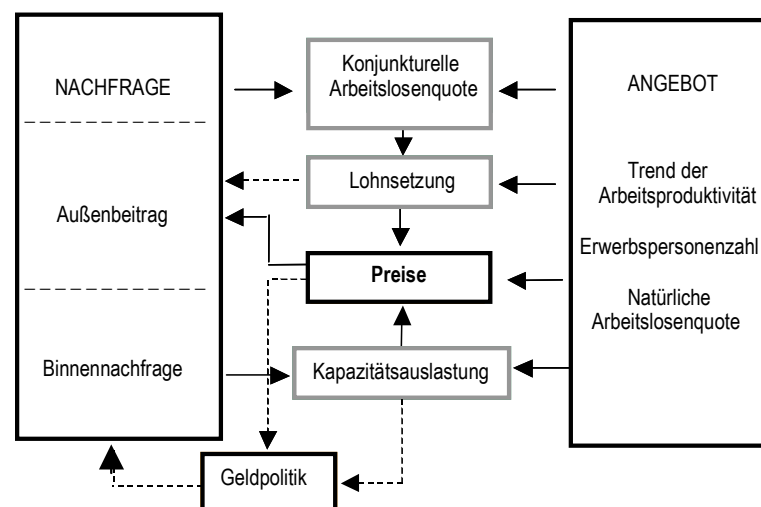 NACHFRAGE
Außenbeitrag
Binnennachfrage
Konjunkturelle
Arbeitslosenquote
Lohnsetzung
Preise
Kapazitätsauslastung
Geldpolitik
ANGEBOT
Trend der
Arbeitsproduktivität
Erwerbspersonenzahl
Natürliche
Arbeitslosenquote